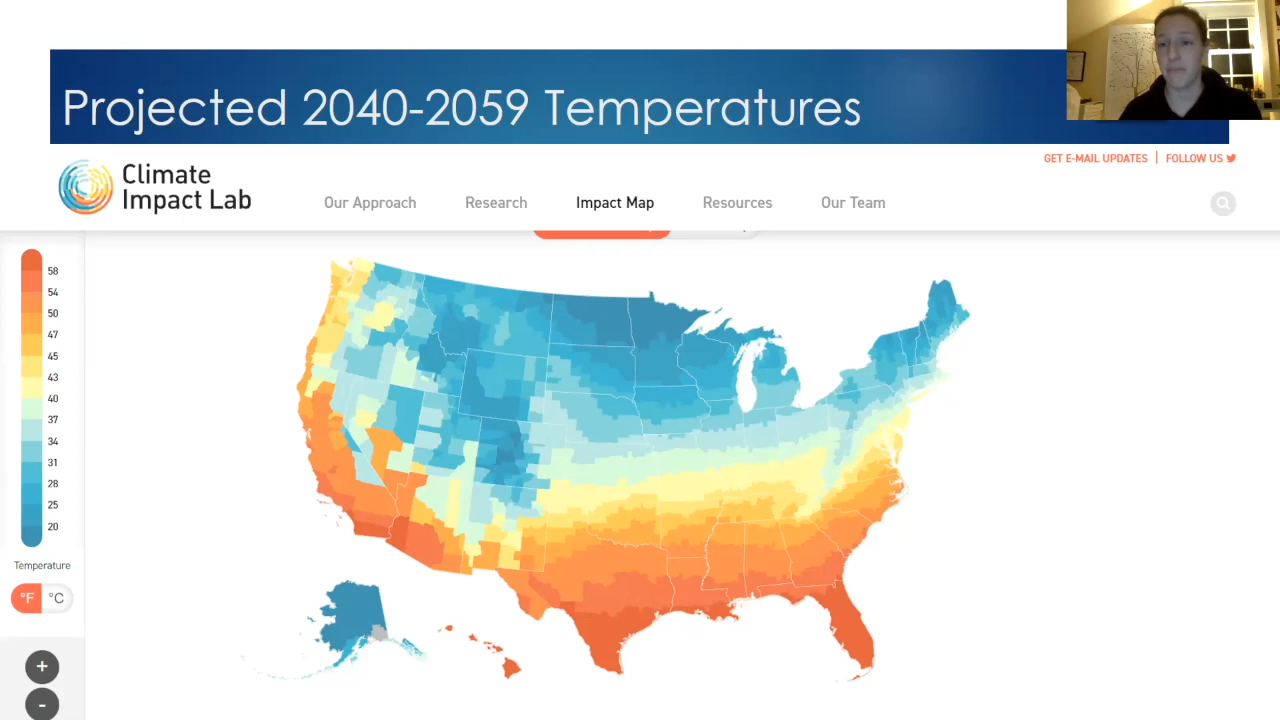 Projected 2040-2059 Temperatures
GET E-MAIL UPDATES | FOLLOW US
Climate
Impact Lab
Our Approach
Research
Impact Map
Resources
Our Team
58
54
50
47
45
43
40
37
34
31
28
25
20
Temperature
°F
°C
+
-